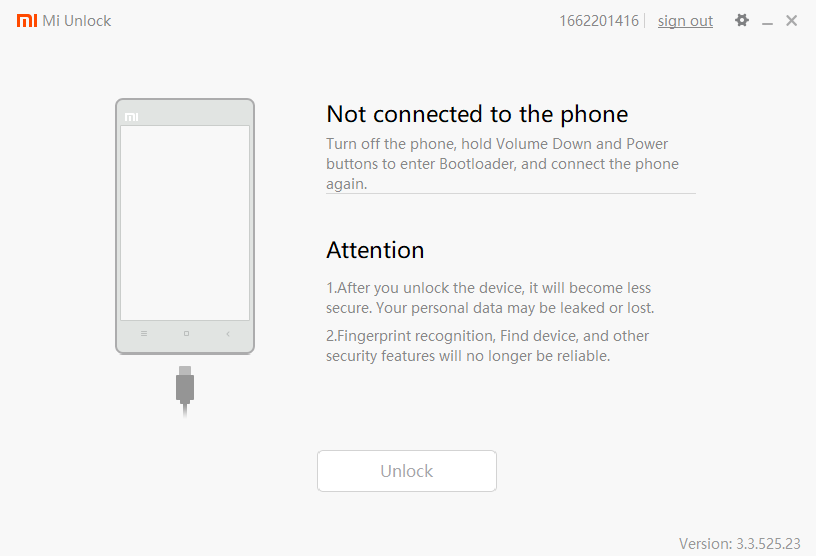 mi Mi Unlock 1662201416 sign out
mi
Not connected to the phone
Turn off the phone, hold Volume Down and Power
buttons to enter Bootloader, and connect the phone
again.
Attention
1.After you unlock the device, it will become less
secure. Your personal data may be leaked or lost.
2.Fingerprint recognition, Find device, and other
security features will no longer be reliable.
Unlock
Version: 3.3.525.23